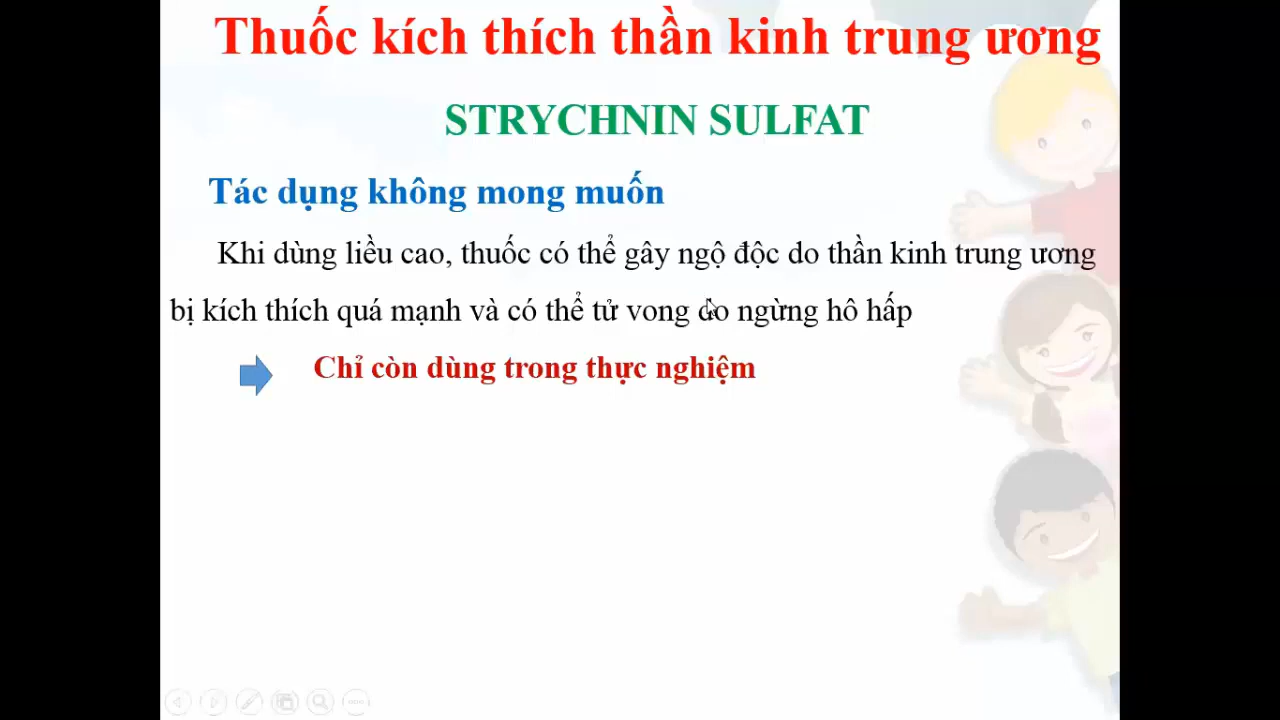 Thuốc kích thích thần kinh trung ương
STRYCHNIN SULFAT
Tác dụng không mong muốn
Khi dùng liều cao, thuốc có thể gây ngộ độc do thần kinh trung ương
bị kích thích quá mạnh và có thể tử vong do ngừng hô hấp
Chỉ còn dùng trong thực nghiệm